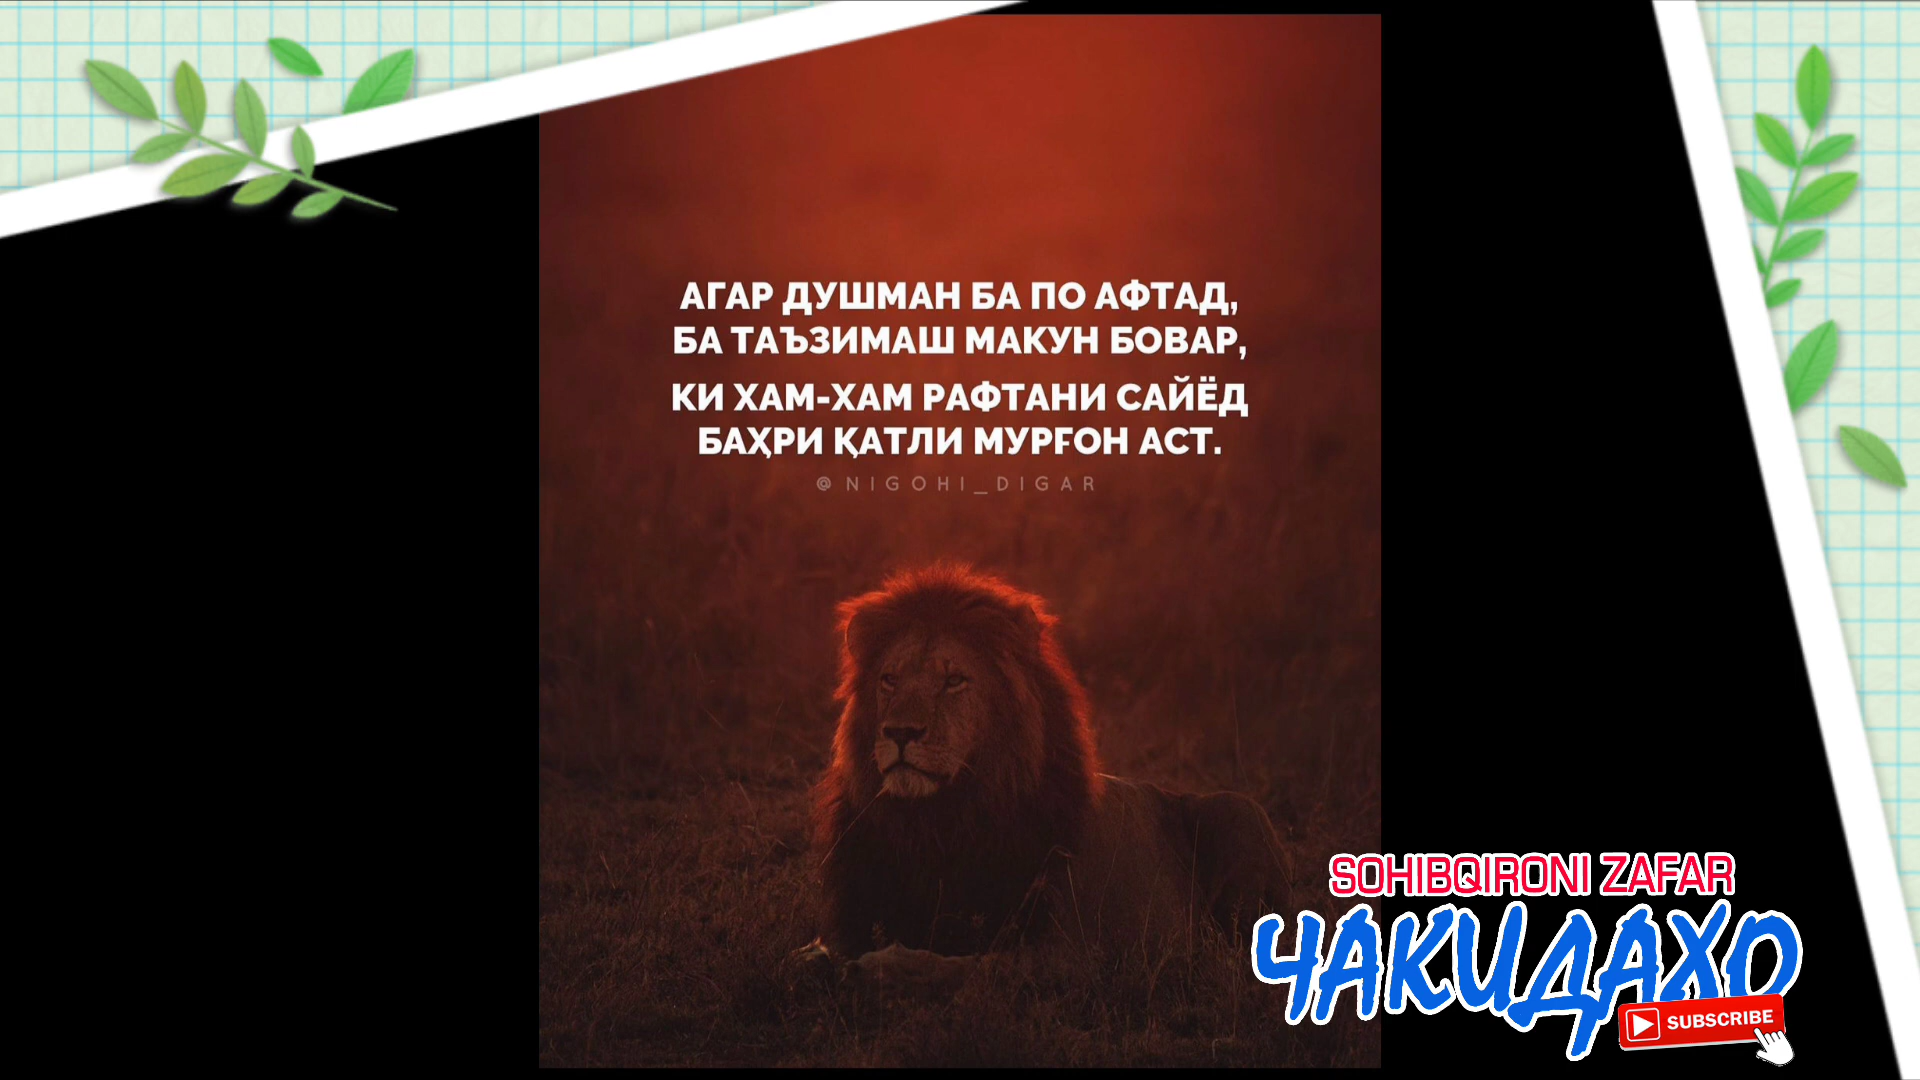 АГАР ДУШМАН БА ПО АФТАД,
БА ТАЪЗИМАШ МАКУН БОВАР,
КИ ХАМ-ХАМ РАФТАНИ САЙЁД
БАҲРИ ҚАТЛИ МУРҒОН АСТ.
@NIGOHI_DIGAR
SOHIBQIRONI ZAFAR
ЧАКИДАХО
SUBSCRIBE